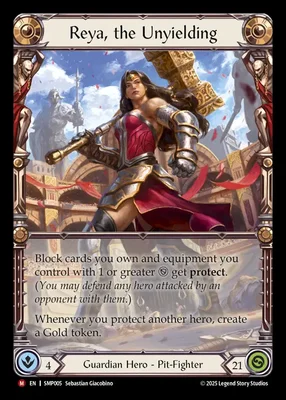 Reya, the Unyielding
Block cards you own and equipment you
control with 1 or greater get protect.
(You may defend any hero attacked by an
opponent with them.)
Whenever you protect another hero, create
a Gold token.
4 Guardian Hero - Pit-Fighter 21
M EN SMP005 Sebastian Giacobino © 2025 Legend Story Studios